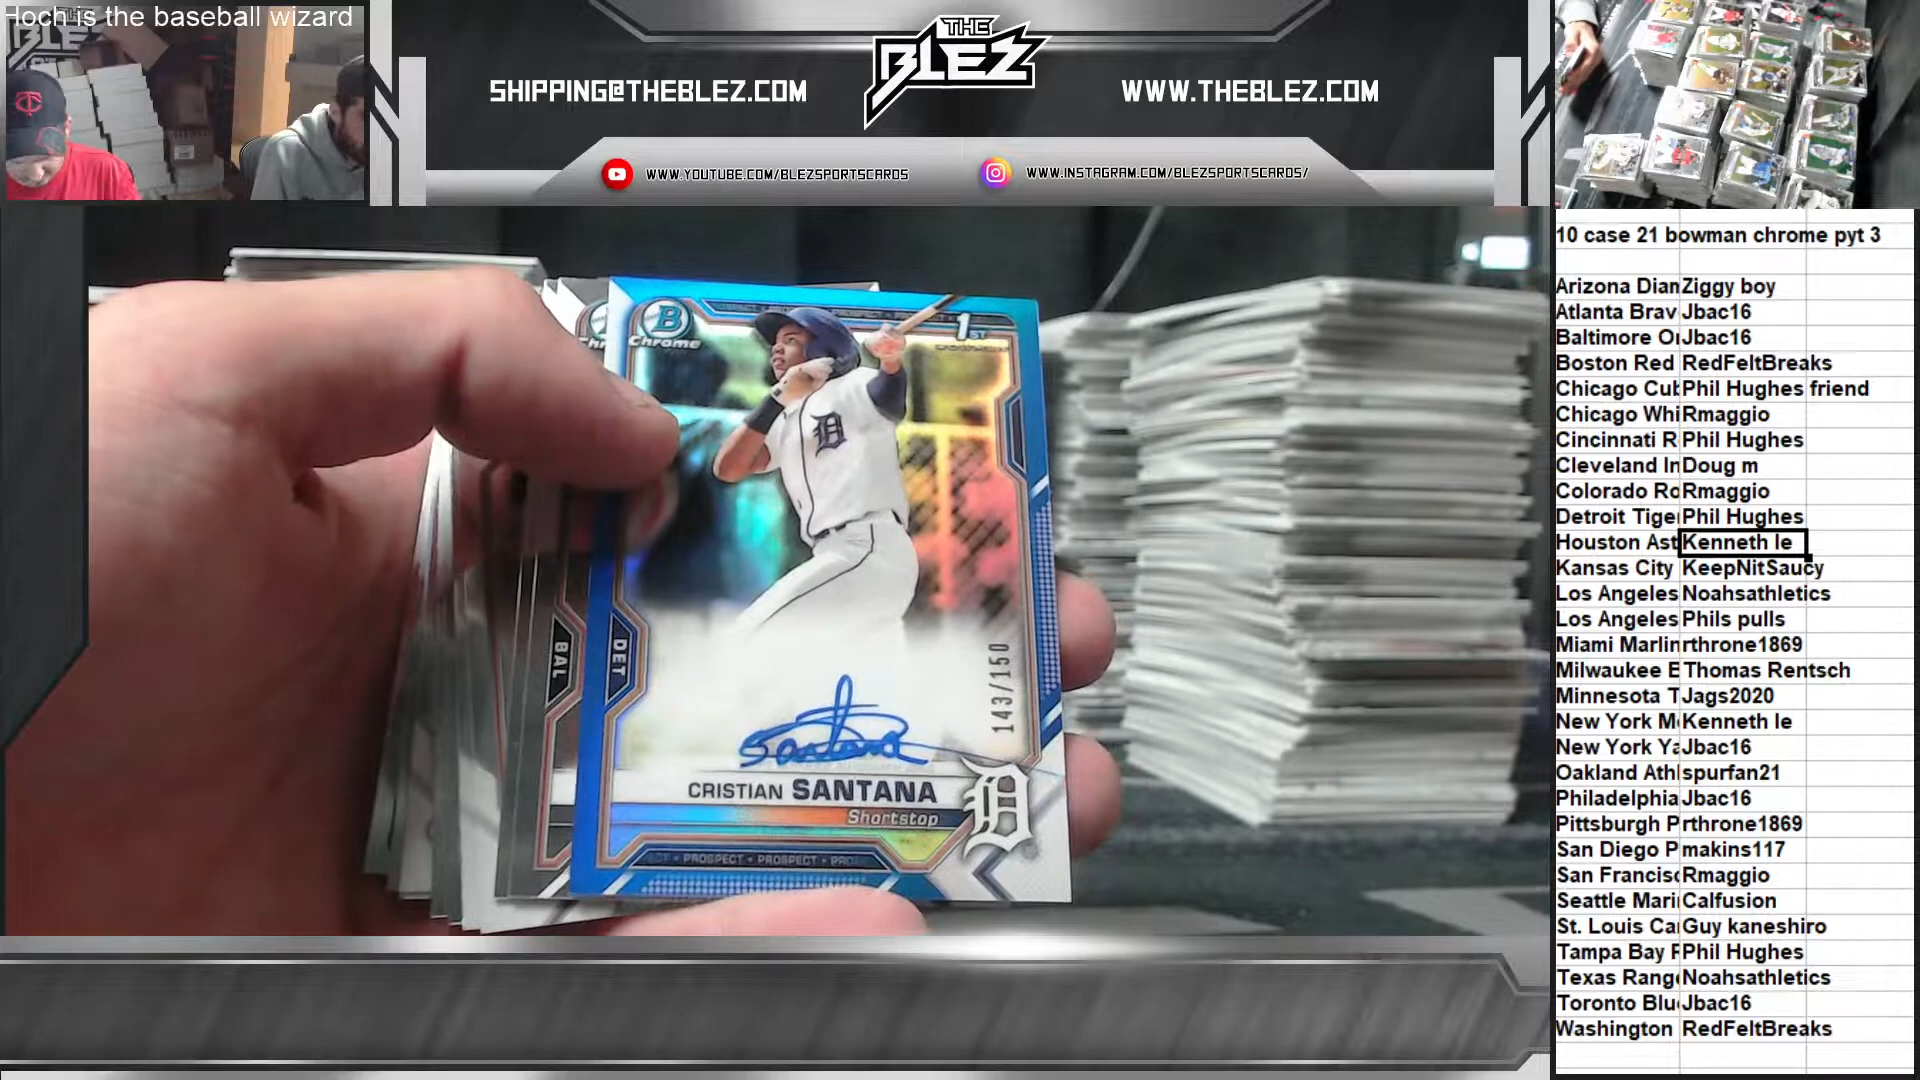 Hoch is the baseball wizard
THE
BLEZ
SHIPPING@THEBLEZ.COM
WWW.THEBLEZ.COM
WWW.YOUTUBE.COM/BLEZSPORTSCARDS
WWW.INSTAGRAM.COM/BLEZSPORTSCARDS/
B
Chrome
1ST
D
BAL
DET
143/150
Santana
CRISTIAN SANTANA
Shortstop
PROSPECT • PROSPECT
10 case 21 bowman chrome pyt 3
Arizona Dian Ziggy boy
Atlanta Brav Jbac16
Baltimore Or Jbac16
Boston Red RedFeltBreaks
Chicago Cub Phil Hughes friend
Chicago Whi Rmaggio
Cincinnati R Phil Hughes
Cleveland In Doug m
Colorado Ro Rmaggio
Detroit Tiger Phil Hughes
Houston Ast Kenneth le
Kansas City KeepNitSaucy
Los Angeles Noahsathletics
Los Angeles Phils pulls
Miami Marlin rthrone1869
Milwaukee B Thomas Rentsch
Minnesota T Jags2020
New York Me Kenneth le
New York Ya Jbac16
Oakland Athl spurfan21
Philadelphia Jbac16
Pittsburgh P rthrone1869
San Diego P makins117
San Francisc Rmaggio
Seattle Mari Calfusion
St. Louis Car Guy kaneshiro
Tampa Bay R Phil Hughes
Texas Range Noahsathletics
Toronto Blu Jbac16
Washington RedFeltBreaks